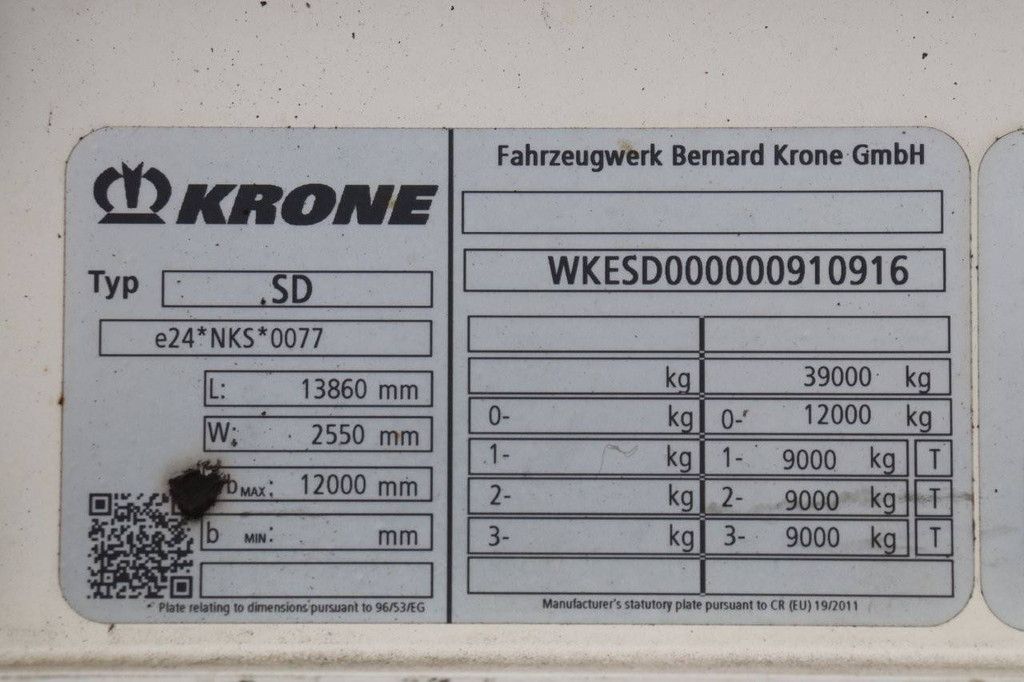 KRONE
Typ SD
e24*NKS*0077
L: 13860 mm
W: 2550 mm
bMAX: 12000 mm
b MIN: mm
Plate relating to dimensions pursuant to 96/53/EG
Fahrzeugwerk Bernard Krone GmbH
WKESD000000910916
kg 39000 kg
0- kg 0- 12000 kg
1- kg 1- 9000 kg T
2- kg 2- 9000 kg T
3- kg 3- 9000 kg T
Manufacturer's statutory plate pursuant to CR (EU) 19/2011